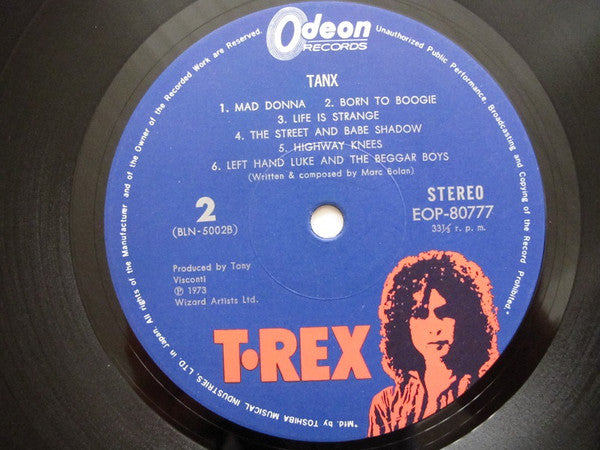 Odeon
RECORDS
TANX
1. MAD DONNA 2. BORN TO BOOGIE
3. LIFE IS STRANGE
4. THE STREET AND BABE SHADOW
5. HIGHWAY KNEES
6. LEFT HAND LUKE AND THE BEGGAR BOYS
(Written & composed by Marc Bolan)
2
(BLN-5002B)
STEREO
EOP-80777
33⅓ r. p. m.
Produced by Tony
Visconti
℗ 1973
Wizard Artists Ltd.
T•REX
*Mfd. by TOSHIBA MUSICAL INDUSTRIES, LTD. in Japan. All rights of the Manufacturer and of the Owner of the Recorded Work are Reserved. Unauthorized Public Performance, Broadcasting and Copying of the Record Prohibited.*